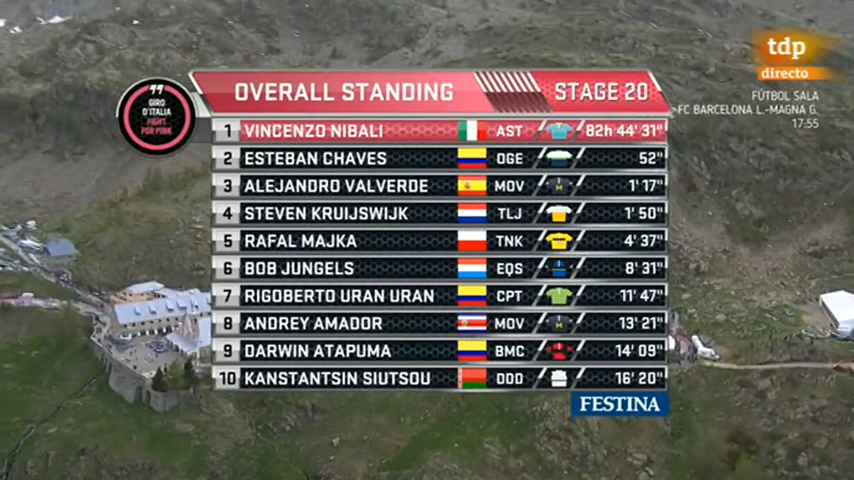 tdp
directo
FÚTBOL SALA
FC BARCELONA L.-MAGNA G.
17:55
GIRO
D'ITALIA
FIGHT
FOR PINK
OVERALL STANDING STAGE 20
1 VINCENZO NIBALI AST 82h 44'31"
2 ESTEBAN CHAVES OGE 52"
3 ALEJANDRO VALVERDE MOV 1'17"
4 STEVEN KRUIJSWIJK TLJ 1'50"
5 RAFAL MAJKA TNK 4'37"
6 BOB JUNGELS EQS 8'31"
7 RIGOBERTO URAN URAN CPT 11'47"
8 ANDREY AMADOR MOV 13'21"
9 DARWIN ATAPUMA BMC 14'09"
10 KANSTANTSIN SIUTSOU DDD 16'20"
FESTINA